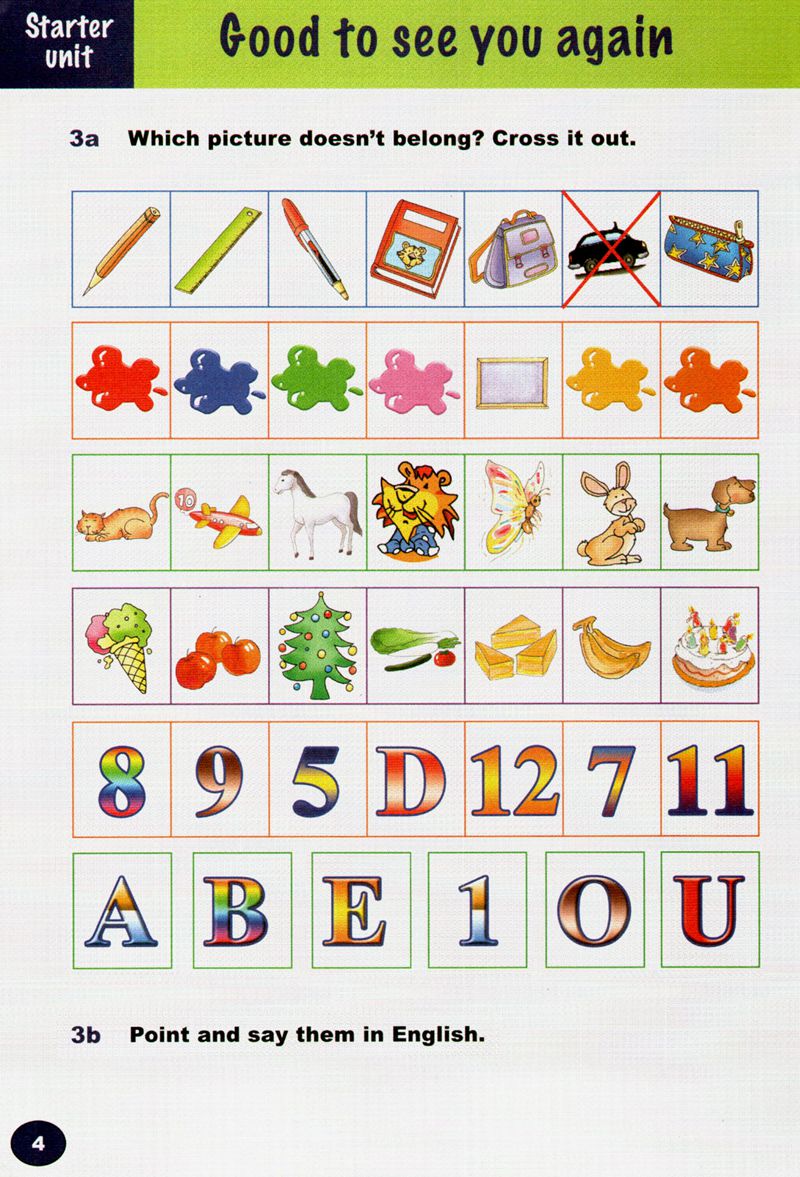 Starter
unit
Good to see you again
3a Which picture doesn't belong? Cross it out.
10
8 9 5 D 12 7 11
A B E 1 O U
3b Point and say them in English.
4